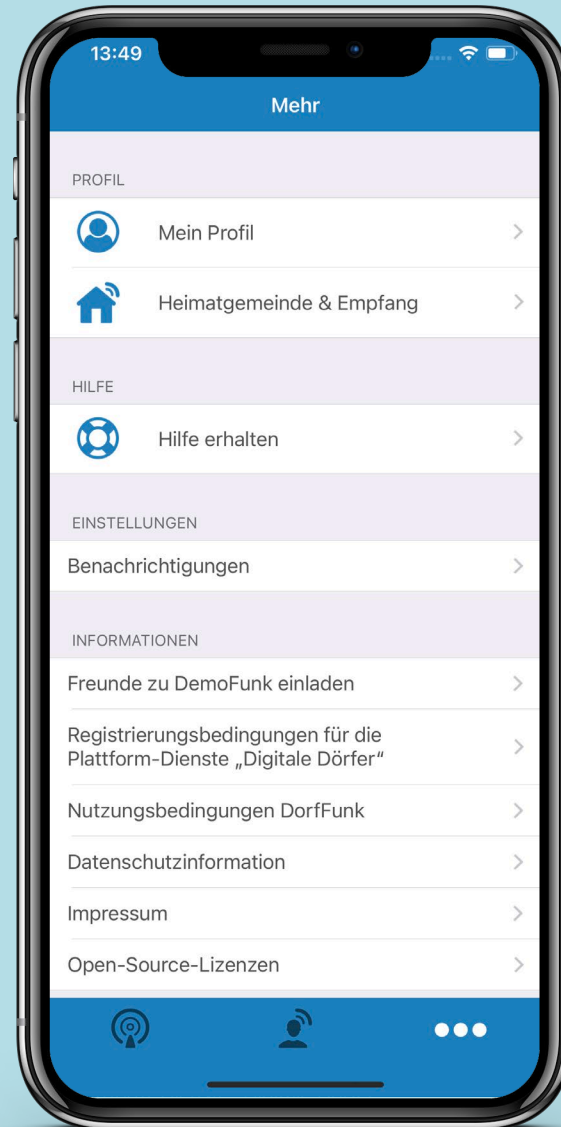 13:49
Mehr
PROFIL
Mein Profil
Heimatgemeinde & Empfang
HILFE
Hilfe erhalten
EINSTELLUNGEN
Benachrichtigungen
INFORMATIONEN
Freunde zu DemoFunk einladen
Registrierungsbedingungen für die
Plattform-Dienste „Digitale Dörfer“
Nutzungsbedingungen DorfFunk
Datenschutzinformation
Impressum
Open-Source-Lizenzen